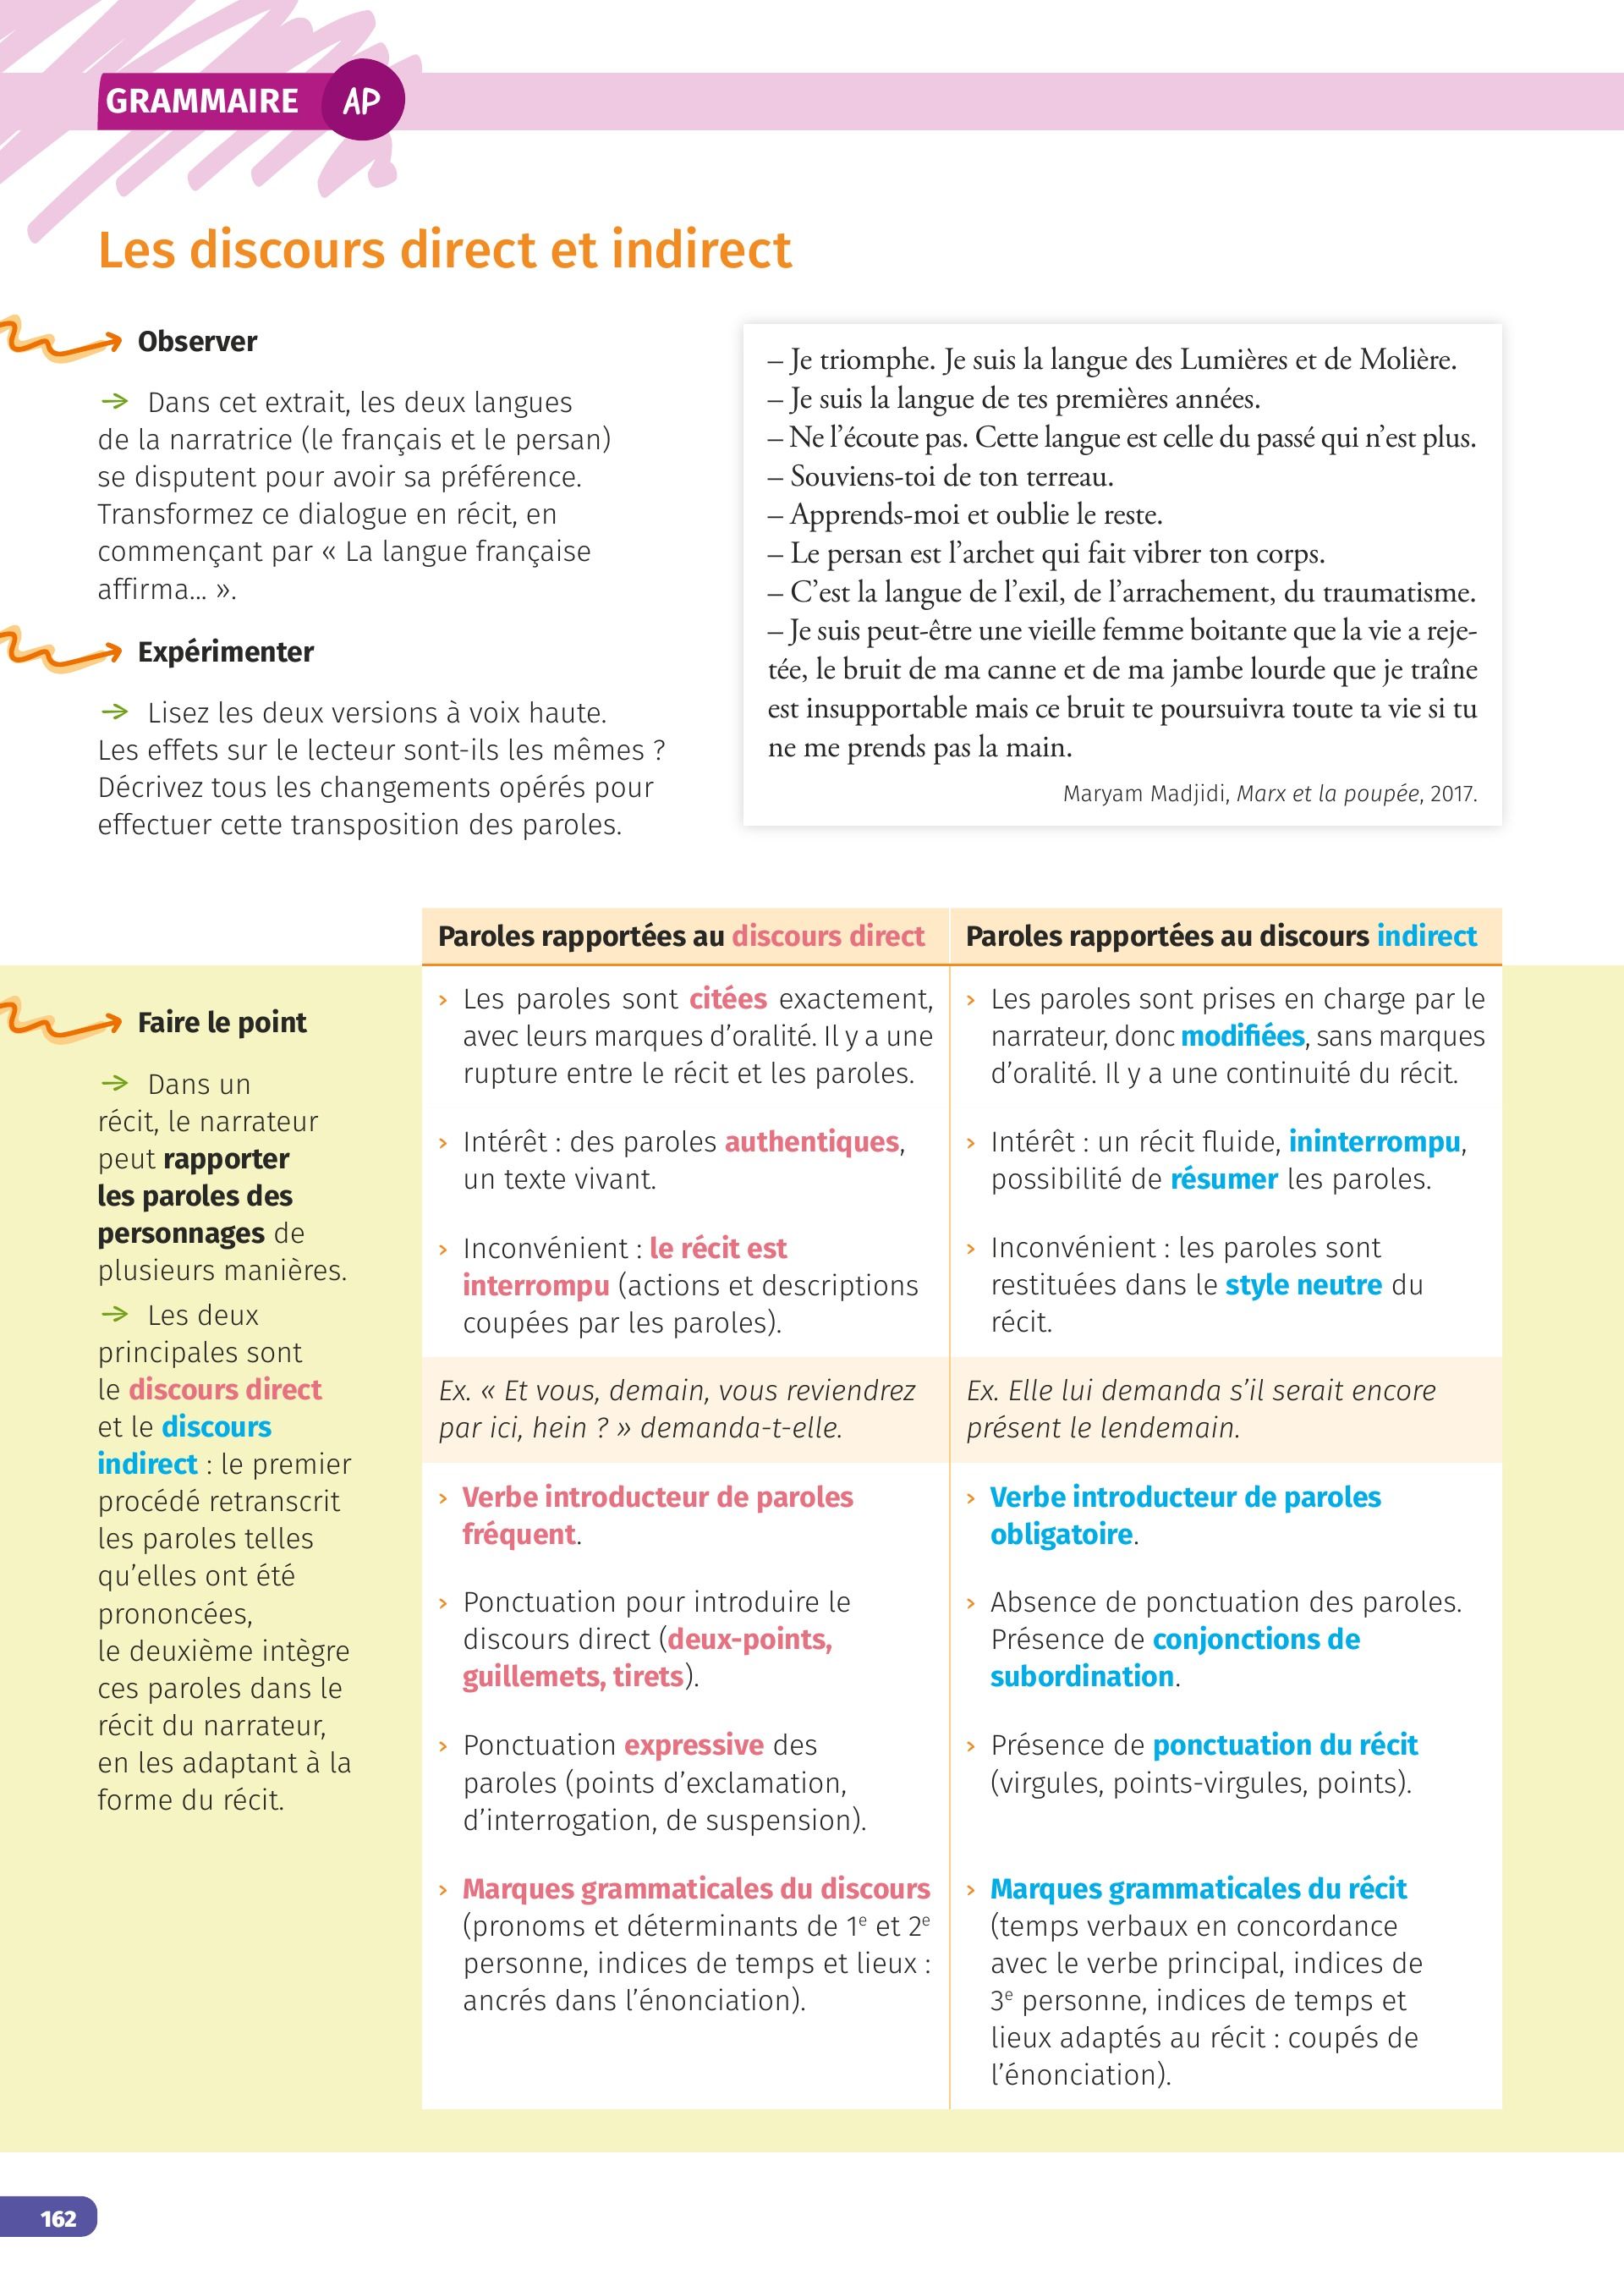 GRAMMAIRE AP
Les discours direct et indirect
Observer
→ Dans cet extrait, les deux langues
de la narratrice (le français et le persan)
se disputent pour avoir sa préférence.
Transformez ce dialogue en récit, en
commençant par « La langue française
affirma... ».
Expérimenter
→ Lisez les deux versions à voix haute.
Les effets sur le lecteur sont-ils les mêmes ?
Décrivez tous les changements opérés pour
effectuer cette transposition des paroles.
– Je triomphe. Je suis la langue des Lumières et de Molière.
– Je suis la langue de tes premières années.
– Ne l’écoute pas. Cette langue est celle du passé qui n’est plus.
– Souviens-toi de ton terreau.
– Apprends-moi et oublie le reste.
– Le persan est l’archet qui fait vibrer ton corps.
– C’est la langue de l’exil, de l’arrachement, du traumatisme.
– Je suis peut-être une vieille femme boitante que la vie a reje-
tée, le bruit de ma canne et de ma jambe lourde que je traîne
est insupportable mais ce bruit te poursuivra toute ta vie si tu
ne me prends pas la main.
Maryam Madjidi, Marx et la poupée, 2017.
Faire le point
→ Dans un
récit, le narrateur
peut rapporter
les paroles des
personnages de
plusieurs manières.
→ Les deux
principales sont
le discours direct
et le discours
indirect : le premier
procédé retranscrit
les paroles telles
qu’elles ont été
prononcées,
le deuxième intègre
ces paroles dans le
récit du narrateur,
en les adaptant à la
forme du récit.
Paroles rapportées au discours direct
› Les paroles sont citées exactement,
avec leurs marques d’oralité. Il y a une
rupture entre le récit et les paroles.
› Intérêt : des paroles authentiques,
un texte vivant.
› Inconvénient : le récit est
interrompu (actions et descriptions
coupées par les paroles).
Ex. « Et vous, demain, vous reviendrez
par ici, hein ? » demanda-t-elle.
› Verbe introducteur de paroles
fréquent.
› Ponctuation pour introduire le
discours direct (deux-points,
guillemets, tirets).
› Ponctuation expressive des
paroles (points d’exclamation,
d’interrogation, de suspension).
› Marques grammaticales du discours
(pronoms et déterminants de 1e et 2e
personne, indices de temps et lieux :
ancrés dans l’énonciation).
Paroles rapportées au discours indirect
› Les paroles sont prises en charge par le
narrateur, donc modifiées, sans marques
d’oralité. Il y a une continuité du récit.
› Intérêt : un récit fluide, ininterrompu,
possibilité de résumer les paroles.
› Inconvénient : les paroles sont
restituées dans le style neutre du
récit.
Ex. Elle lui demanda s’il serait encore
présent le lendemain.
› Verbe introducteur de paroles
obligatoire.
› Absence de ponctuation des paroles.
Présence de conjonctions de
subordination.
› Présence de ponctuation du récit
(virgules, points-virgules, points).
› Marques grammaticales du récit
(temps verbaux en concordance
avec le verbe principal, indices de
3e personne, indices de temps et
lieux adaptés au récit : coupés de
l’énonciation).
162